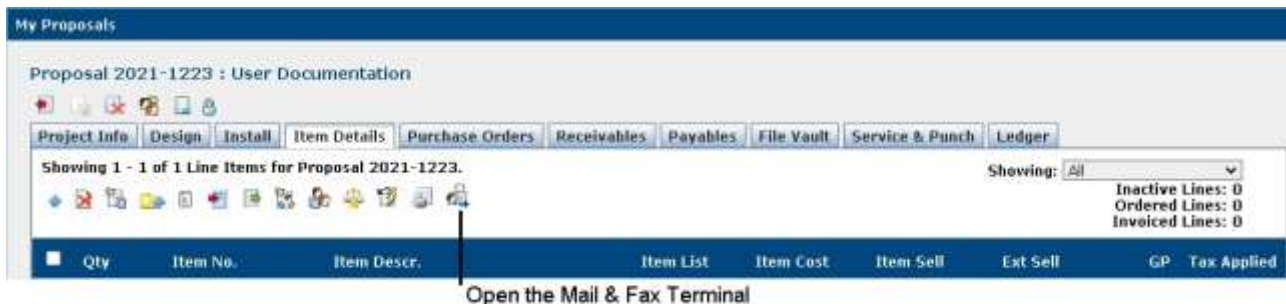 My Proposals
Proposal 2021-1223 : User Documentation
Project Info Design Install Item Details Purchase Orders Receivables Payables File Vault Service & Punch Ledger
Showing 1 - 1 of 1 Line Items for Proposal 2021-1223. Showing: All
Inactive Lines: 0
Ordered Lines: 0
Invoiced Lines: 0
Qty Item No. Item Descr. Item List Item Cost Item Sell Ext Sell GP Tax Applied
Open the Mail & Fax Terminal